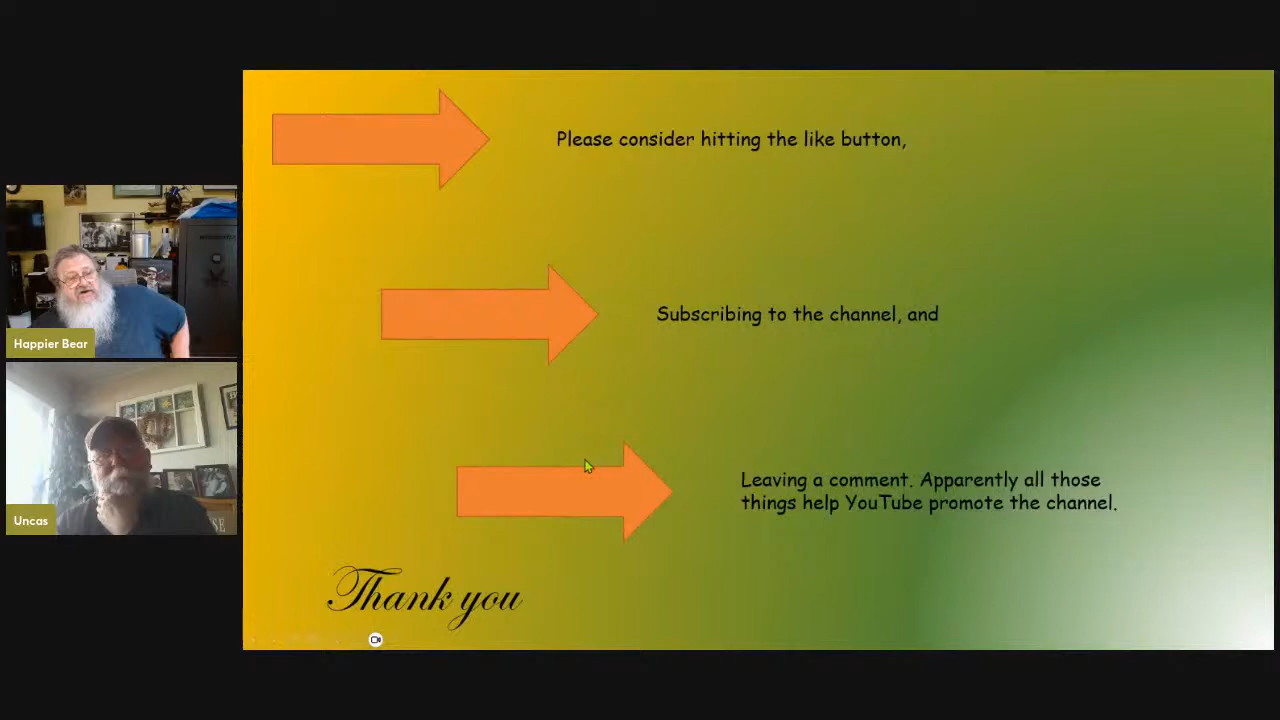 Please consider hitting the like button,
Happier Bear
Subscribing to the channel, and
Uncas
Leaving a comment. Apparently all those
things help YouTube promote the channel.
Thank you